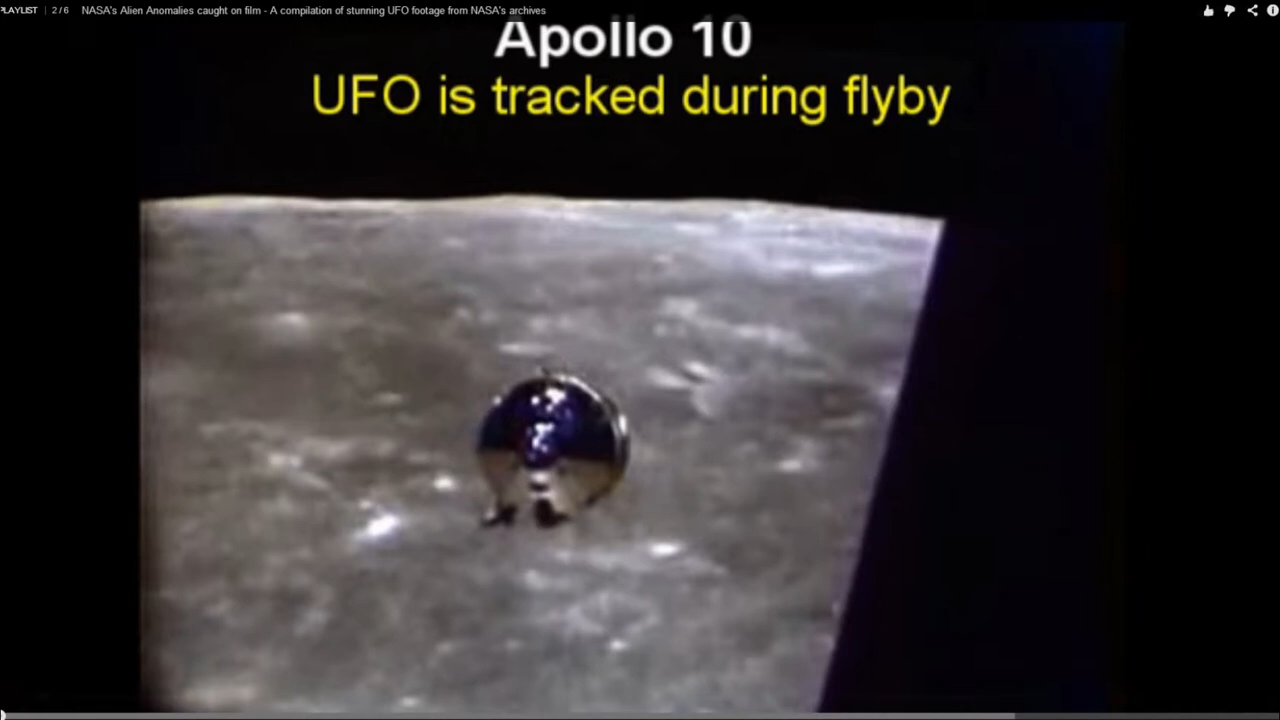 PLAYLIST | 2 / 6 NASA's Alien Anomalies caught on film - A compilation of stunning UFO footage from NASA's archives
Apollo 10
UFO is tracked during flyby